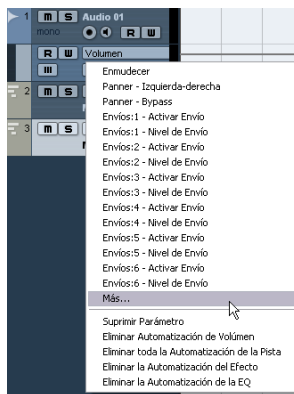 1 m S Audio 01
mono R W
R W Volumen
2 m S
3 m S
Enmudecer
Panner - Izquierda-derecha
Panner - Bypass
Envíos:1 - Activar Envío
Envíos:1 - Nivel de Envío
Envíos:2 - Activar Envío
Envíos:2 - Nivel de Envío
Envíos:3 - Activar Envío
Envíos:3 - Nivel de Envío
Envíos:4 - Activar Envío
Envíos:4 - Nivel de Envío
Envíos:5 - Activar Envío
Envíos:5 - Nivel de Envío
Envíos:6 - Activar Envío
Envíos:6 - Nivel de Envío
Más...
Suprimir Parámetro
Eliminar Automatización de Volúmen
Eliminar toda la Automatización de la Pista
Eliminar la Automatización del Efecto
Eliminar la Automatización de la EQ